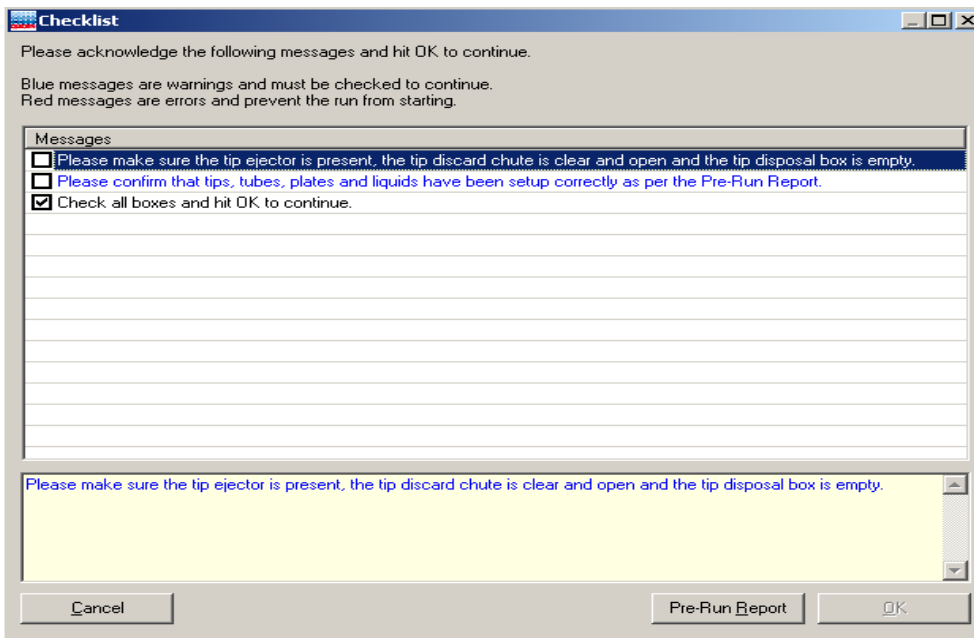 Checklist
Please acknowledge the following messages and hit OK to continue.
Blue messages are warnings and must be checked to continue.
Red messages are errors and prevent the run from starting.
Messages
Please make sure the tip ejector is present, the tip discard chute is clear and open and the tip disposal box is empty.
Please confirm that tips, tubes, plates and liquids have been setup correctly as per the Pre-Run Report.
Check all boxes and hit OK to continue.
Please make sure the tip ejector is present, the tip discard chute is clear and open and the tip disposal box is empty.
Cancel Pre-Run Report OK